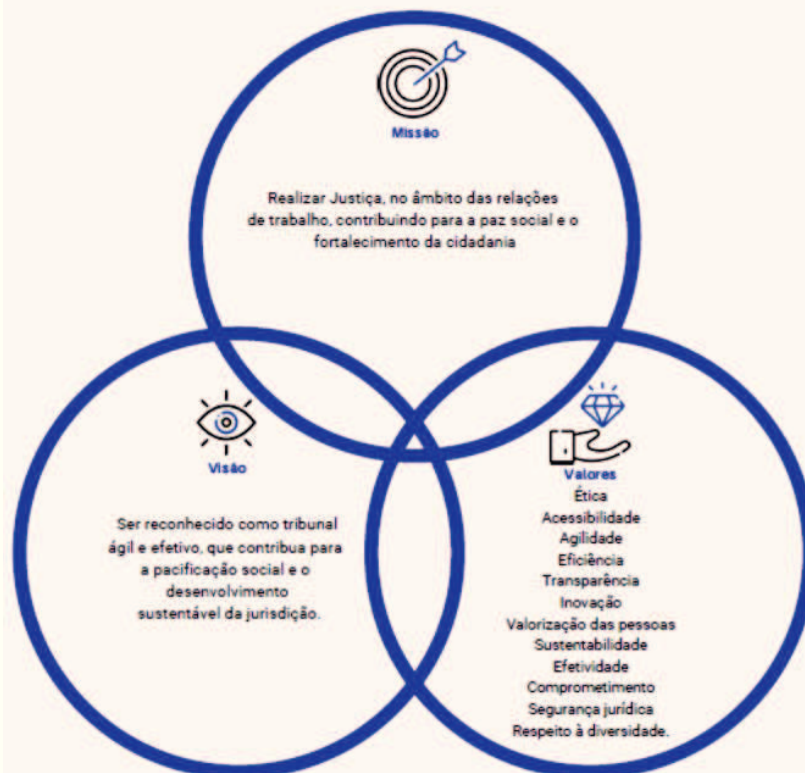 Missão
Realizar Justiça, no âmbito das relações
de trabalho, contribuindo para a paz social e o
fortalecimento da cidadania
Visão
Ser reconhecido como tribunal
ágil e efetivo, que contribua para
a pacificação social e o
desenvolvimento
sustentável da jurisdição.
Valores
Ética
Acessibilidade
Agilidade
Eficiência
Transparência
Inovação
Valorização das pessoas
Sustentabilidade
Efetividade
Comprometimento
Segurança jurídica
Respeito à diversidade.